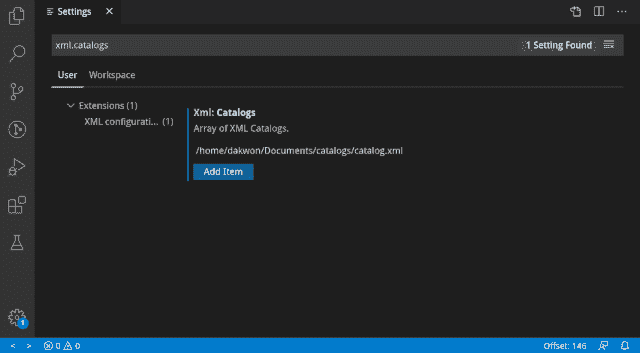 Settings
xml.catalogs
1 Setting Found
User Workspace
Extensions (1)
XML configurati... (1)
Xml: Catalogs
Array of XML Catalogs.
/home/dakwon/Documents/catalogs/catalog.xml
Add Item
1
0 0
Offset: 146